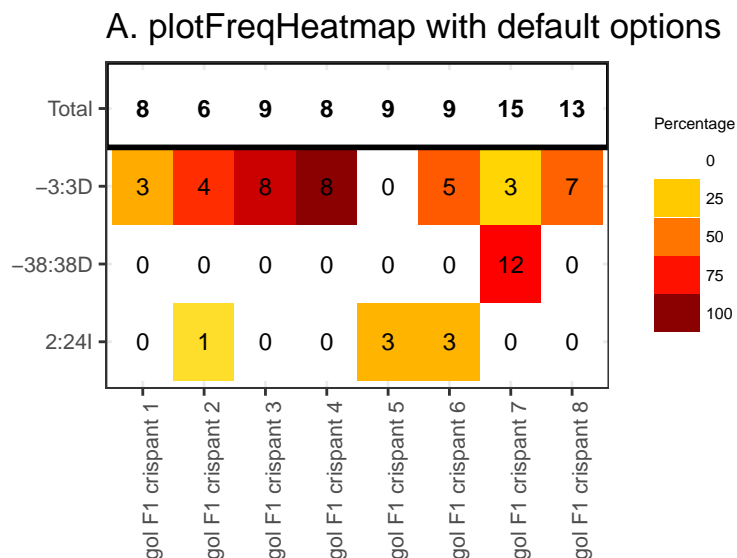 A. plotFreqHeatmap with default options
Total 8 6 9 8 9 9 15 13
−3:3D 3 4 8 8 0 5 3 7
−38:38D 0 0 0 0 0 0 12 0
2:24I 0 1 0 0 3 3 0 0
gol F1 crispant 1
gol F1 crispant 2
gol F1 crispant 3
gol F1 crispant 4
gol F1 crispant 5
gol F1 crispant 6
gol F1 crispant 7
gol F1 crispant 8
Percentage
0
25
50
75
100